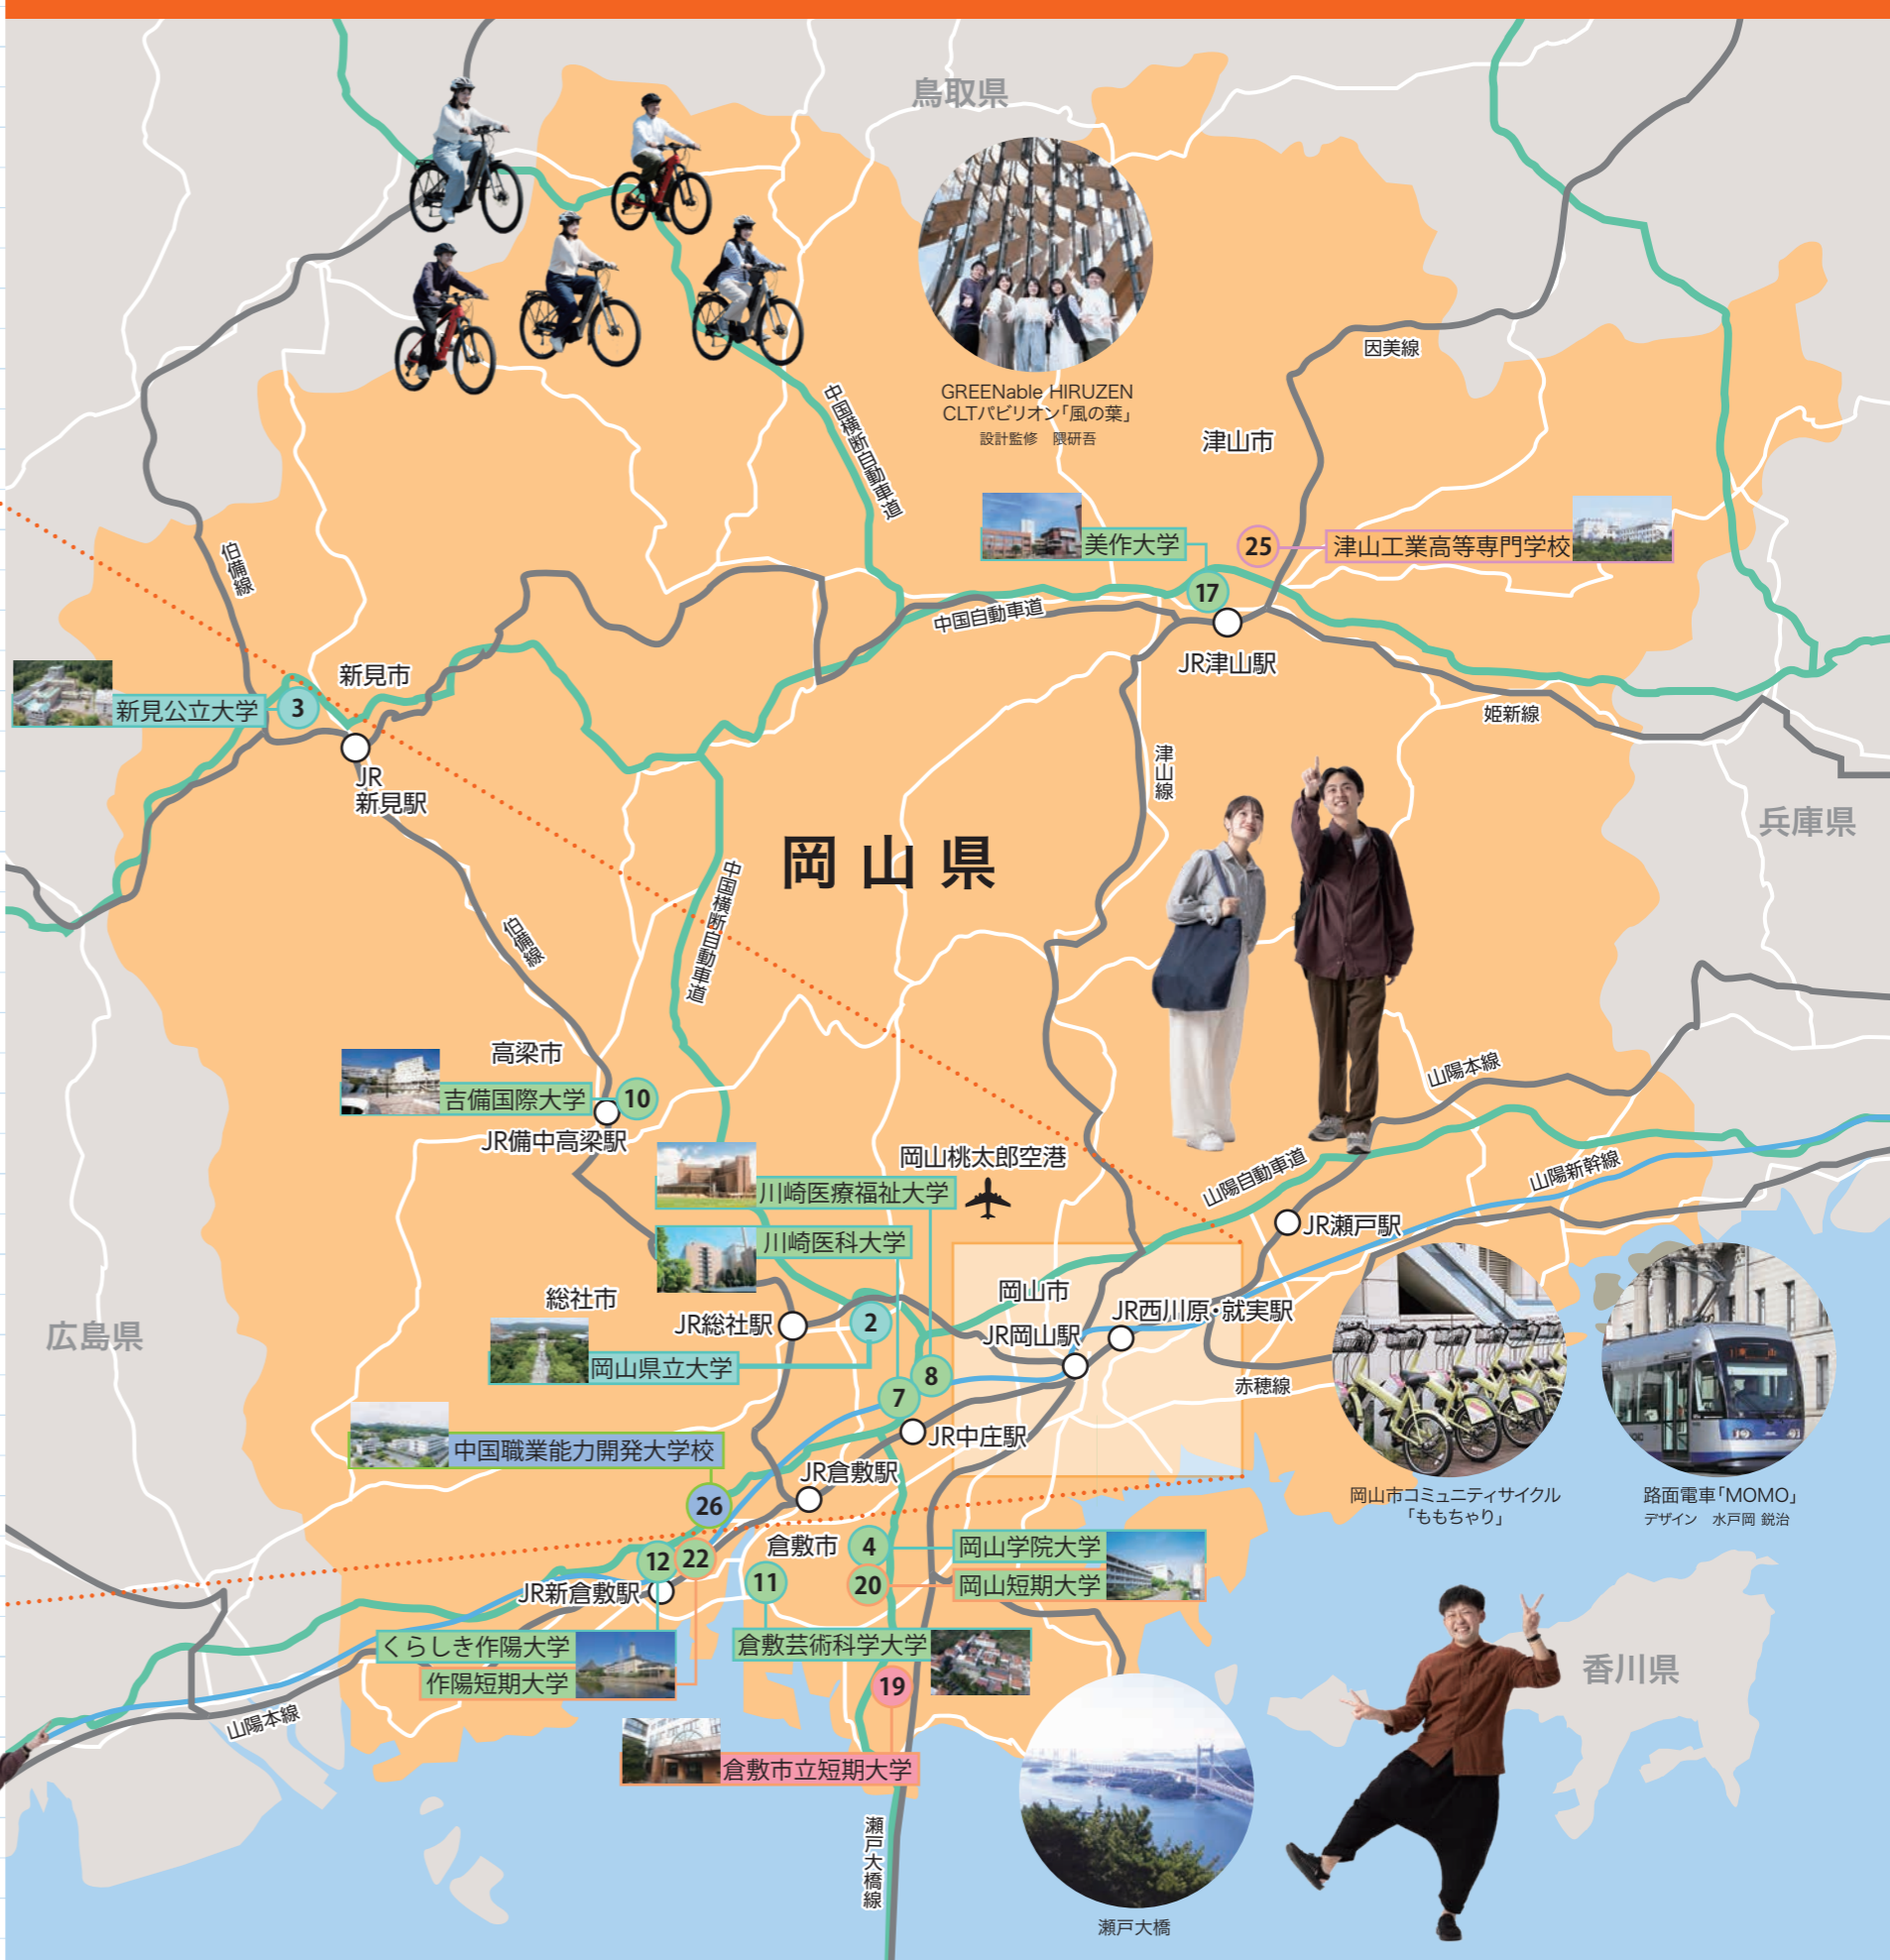 鳥取県
GREENable HIRUZEN
CLTパビリオン「風の葉」
設計監修　隈研吾
因美線
中国横断自動車道
津山市
美作大学
25
津山工業高等専門学校
17
伯備線
中国自動車道
JR津山駅
新見市
新見公立大学
3
姫新線
JR
新見駅
津山線
兵庫県
岡山県
中国横断自動車道
伯備線
高梁市
吉備国際大学
10
JR備中高梁駅
山陽本線
岡山桃太郎空港
川崎医療福祉大学
山陽自動車道
山陽新幹線
川崎医科大学
JR瀬戸駅
総社市
岡山市
JR西川原・就実駅
広島県
JR総社駅
2
JR岡山駅
岡山県立大学
8
7
赤穂線
中国職業能力開発大学校
JR中庄駅
JR倉敷駅
26
岡山市コミュニティサイクル
「ももちゃり」
路面電車「MOMO」
デザイン　水戸岡 鋭治
倉敷市
4
岡山学院大学
12
22
11
20
岡山短期大学
JR新倉敷駅
くらしき作陽大学
倉敷芸術科学大学
作陽短期大学
19
香川県
山陽本線
倉敷市立短期大学
瀬戸大橋線
瀬戸大橋